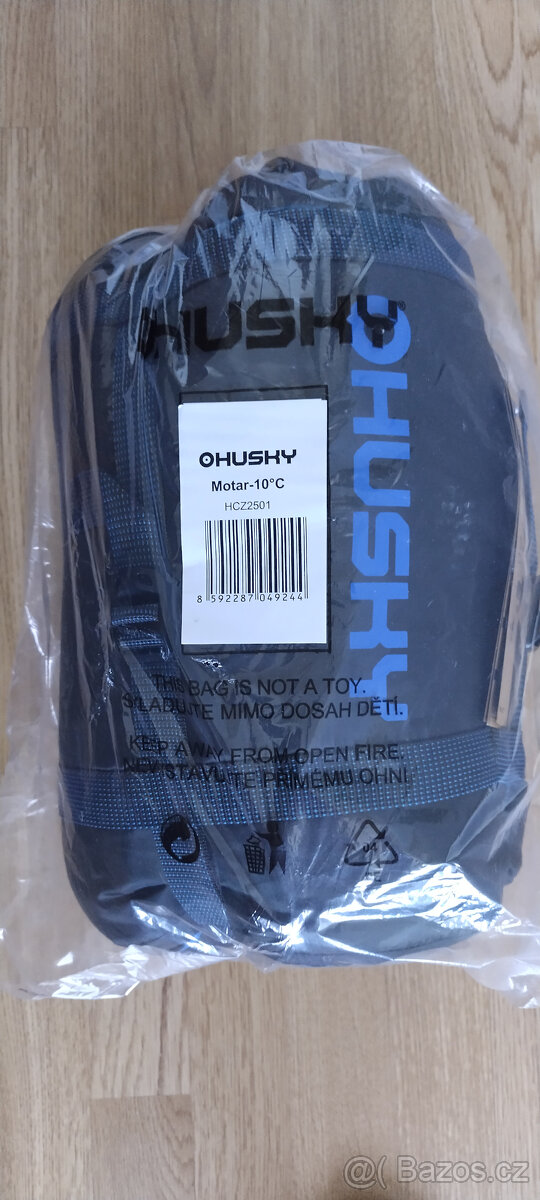 HUSKY®
HUSKY
HUSKY
Motar-10°C
HCZ2501
8 592287 049244
THIS BAG IS NOT A TOY.
SKLADUJTE MIMO DOSAH DĚTÍ.
KEEP AWAY FROM OPEN FIRE.
NEVYSTAVUJTE PŘÍMÉMU OHNI
04
Bazos.cz